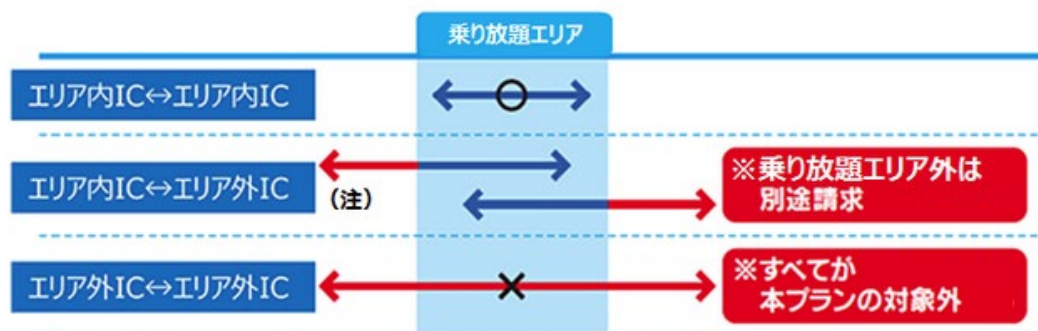 乗り放題エリア
エリア内IC↔エリア内IC
エリア内IC↔エリア外IC
(注)
※乗り放題エリア外は
別途請求
エリア外IC↔エリア外IC
※すべてが
本プランの対象外